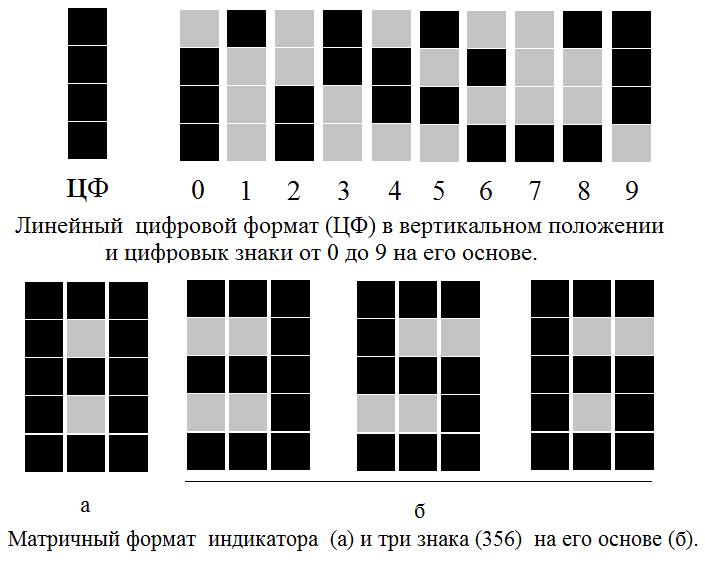 ЦФ 0 1 2 3 4 5 6 7 8 9
Линейный цифровой формат (ЦФ) в вертикальном положении
и цифровык знаки от 0 до 9 на его основе.
а б
Матричный формат индикатора (а) и три знака (356) на его основе (б).